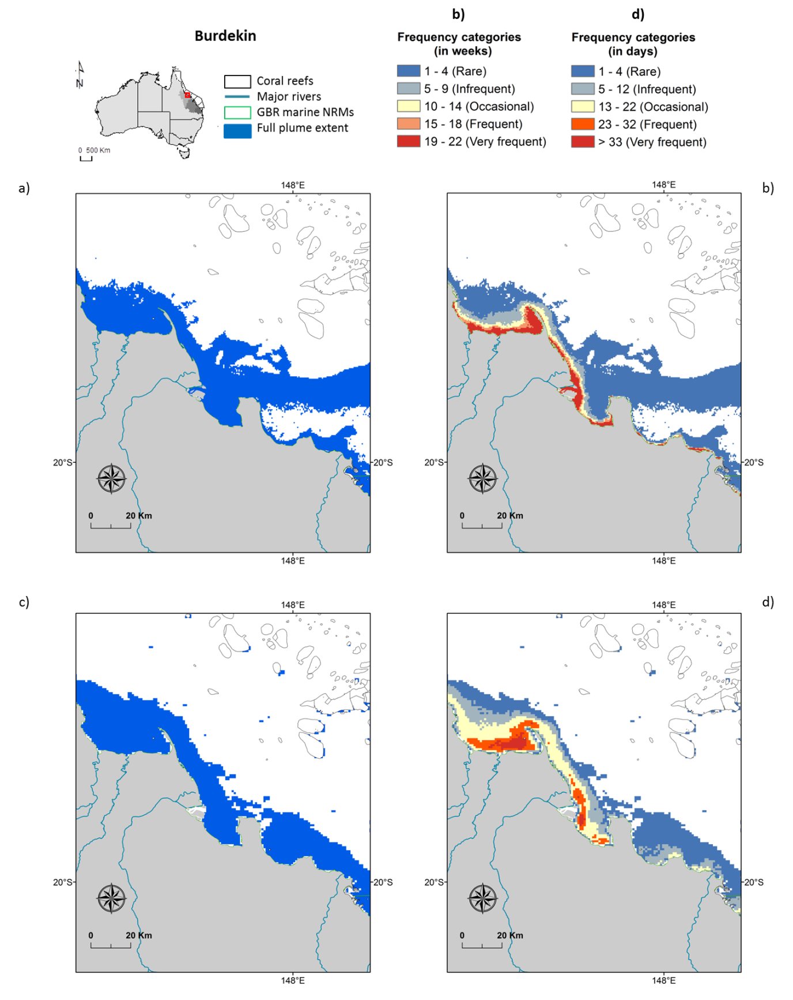 b)
d)
Burdekin
Frequency categories
(in weeks)
Frequency categories
(in days)
N
Coral reefs
Major rivers
GBR marine NRMs
Full plume extent
0 500 Km
1 - 4 (Rare)
5 - 9 (Infrequent)
10 - 14 (Occasional)
15 - 18 (Frequent)
19 - 22 (Very frequent)
1 - 4 (Rare)
5 - 12 (Infrequent)
13 - 22 (Occasional)
23 - 32 (Frequent)
> 33 (Very frequent)
a)
148°E
148°E
b)
20°S
20°S
20°S
20°S
0 20 Km
0 20 Km
148°E
148°E
c)
148°E
148°E
d)
20°S
20°S
20°S
20°S
0 20 Km
0 20 Km
148°E
148°E